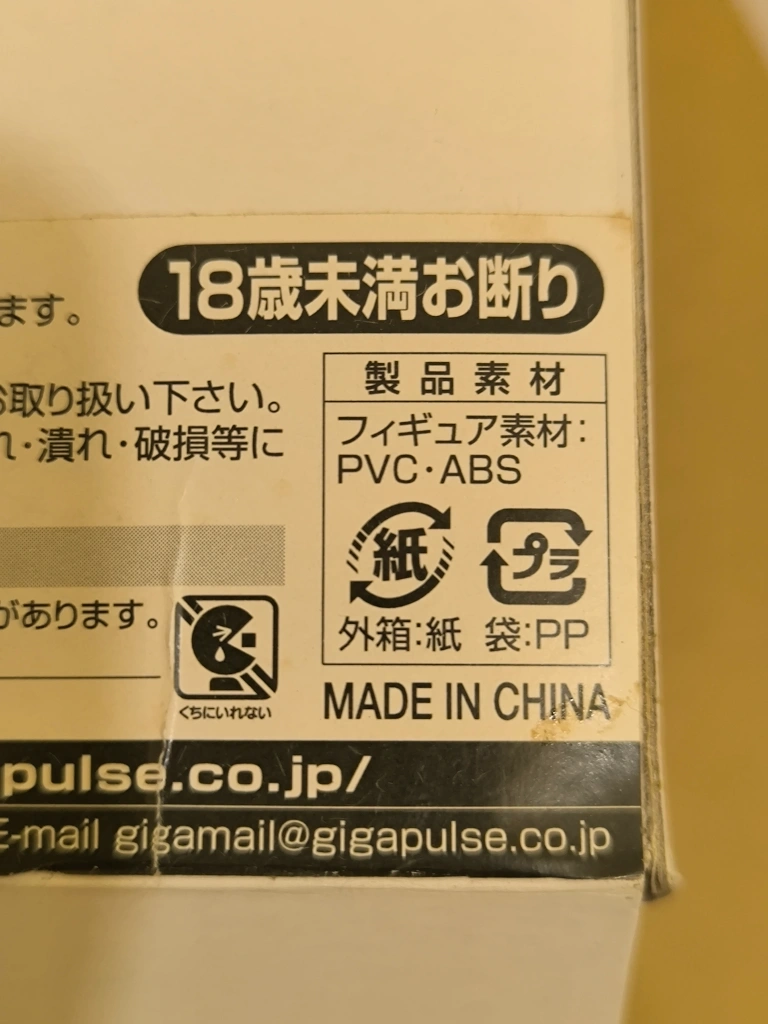 18歳未満お断り
ます。
製品素材
お取り扱い下さい。
れ・潰れ・破損等に
フィギュア素材:
PVC・ABS
紙
プラ
があります。
外箱:紙 袋:PP
くちにいれない
MADE IN CHINA
pulse.co.jp/
E-mail gigamail@gigapulse.co.jp